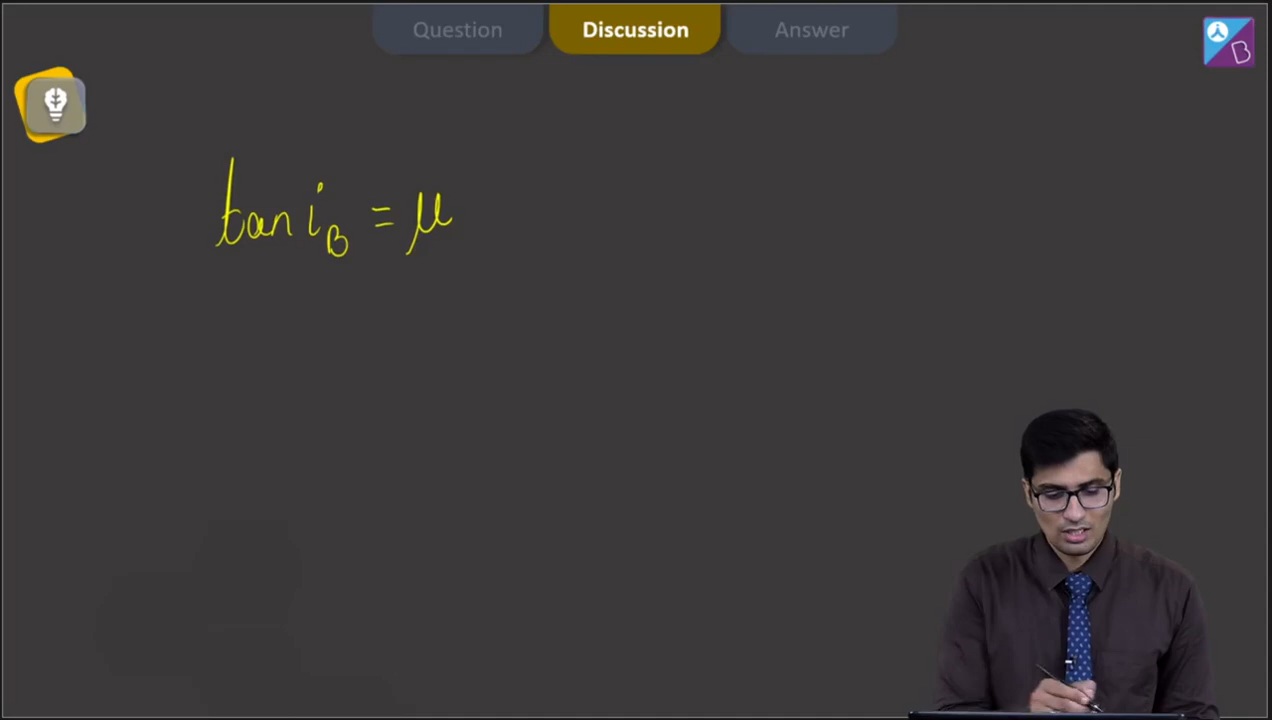 Question Discussion Answer
B
tan i_B = μ